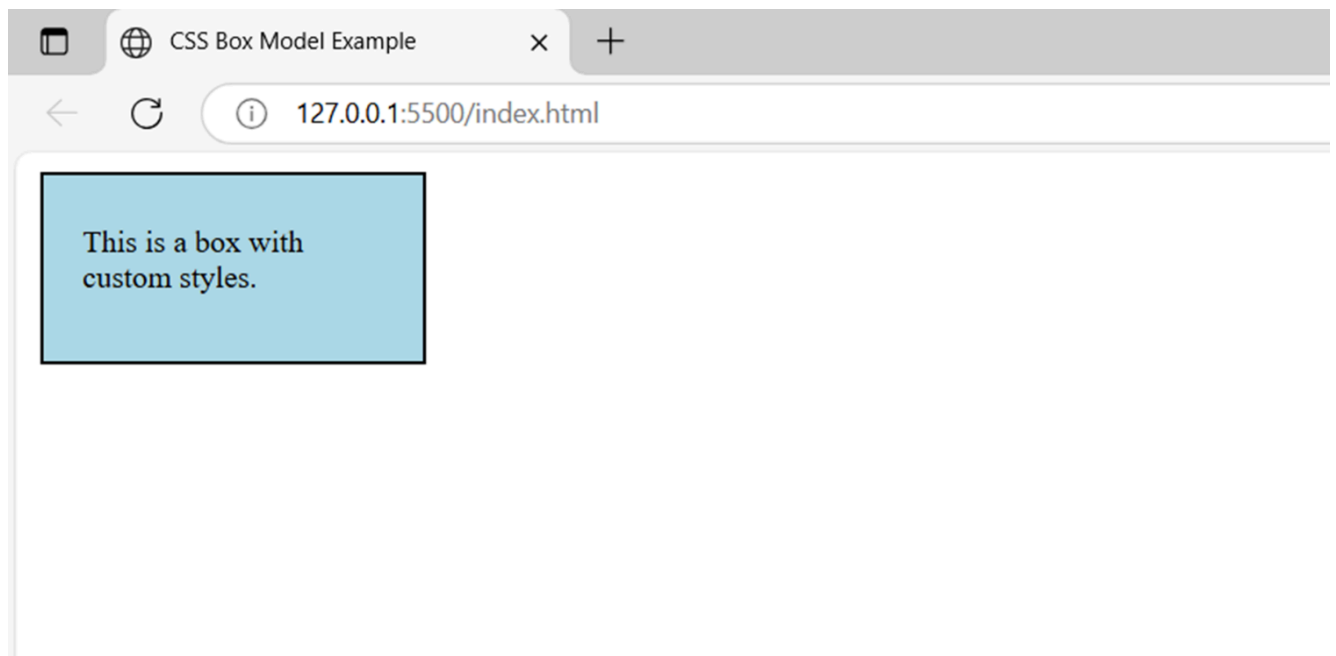 CSS Box Model Example
127.0.0.1:5500/index.html
This is a box with
custom styles.